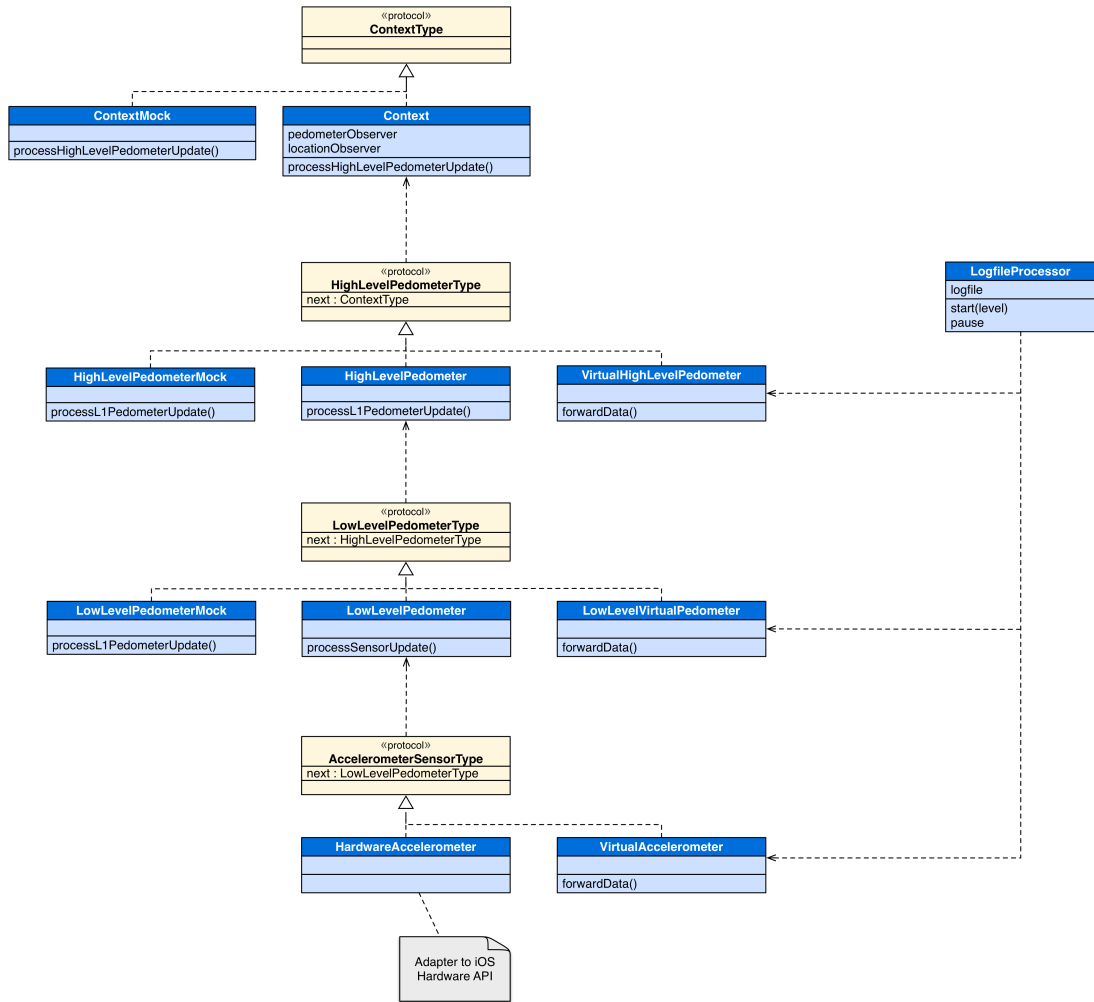 «protocol»
ContextType
ContextMock
processHighLevelPedometerUpdate()
Context
pedometerObserver
locationObserver
processHighLevelPedometerUpdate()
«protocol»
HighLevelPedometerType
next : ContextType
LogfileProcessor
logfile
start(level)
pause
HighLevelPedometerMock
processL1PedometerUpdate()
HighLevelPedometer
processL1PedometerUpdate()
VirtualHighLevelPedometer
forwardData()
«protocol»
LowLevelPedometerType
next : HighLevelPedometerType
LowLevelPedometerMock
processL1PedometerUpdate()
LowLevelPedometer
processSensorUpdate()
LowLevelVirtualPedometer
forwardData()
«protocol»
AccelerometerSensorType
next : LowLevelPedometerType
HardwareAccelerometer
VirtualAccelerometer
forwardData()
Adapter to iOS
Hardware API